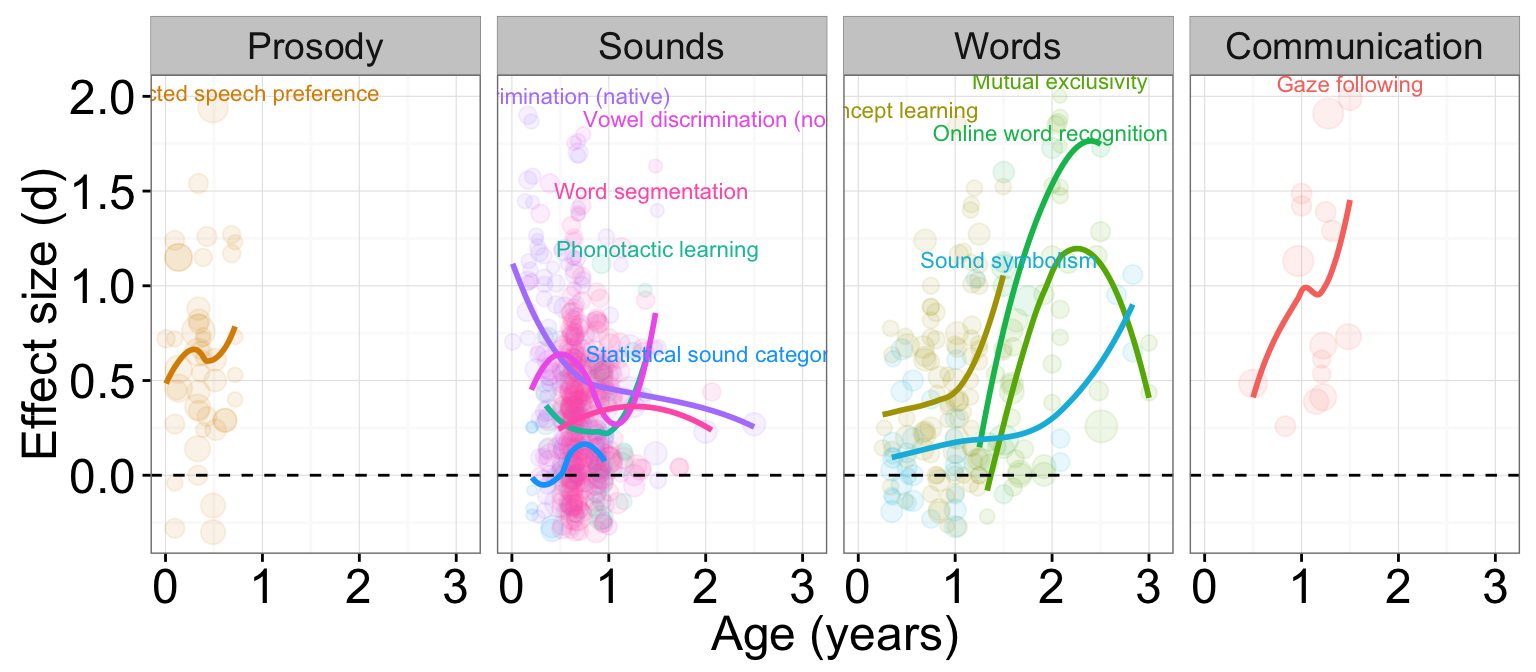 Prosody
Sounds
Words
Communication
cted speech preference
rimination (native)
Vowel discrimination (no
Word segmentation
Phonotactic learning
Statistical sound categor
Mutual exclusivity
ncept learning
Online word recognition
Sound symbolism
Gaze following
Effect size (d)
2.0
1.5
1.0
0.5
0.0
0 1 2 3
0 1 2 3
0 1 2 3
0 1 2 3
Age (years)